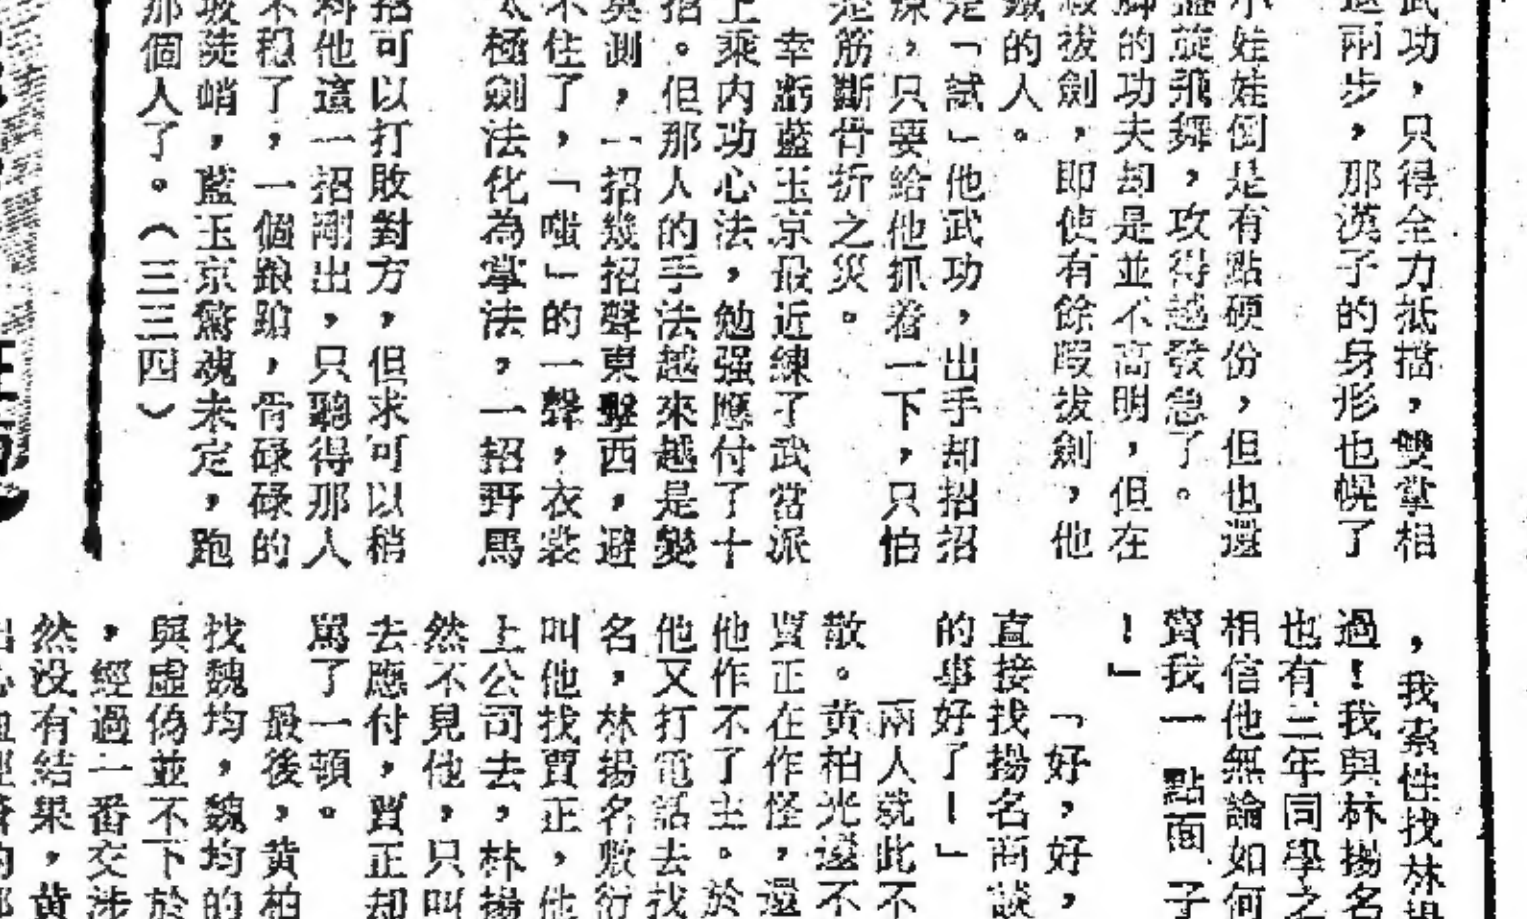 武功，只得全力抵擋，雙掌相
這兩步，那漢子的身形也幌了
小娃娃倒是有點硬份，但也還
盤旋飛舞，攻得越發急了。
脚的功夫却是並不高明，但在
拔劍，即使有餘暇拔劍，他
的人。
是「試」他武功，出手却招招
辣，只要給他抓着一下，只怕
是筋斷骨折之災。
幸虧藍玉京最近練了武當派
上乘内功心法，勉强應付了十
招。但那人的手法越來越是變
莫測，一招幾招聲東擊西，避
不住了，「嗤」的一聲，衣裳
太極劍法化為掌法，一招野馬
招可以打敗對方，但求可以稍
料他這一招剛出，只聽得那人
不穩了，一個踉蹌，骨碌碌的
坡陡峭，藍玉京驚魂未定，跑
那個人了。（三三四）
，我索性找林揚
過！我與林揚名
也有三年同學之
相信他無論如何
賣我一點面子
！」
「好，好，
直接找揚名商談
的事好了！」
兩人就此不
散。黄柏光還不
賈正在作怪，還
他作不了主。於
他又打電話去找
名，林揚名敷衍
叫他找賈正，他
上公司去，林揚
然不見他，只叫
去應付，賈正却
駡了一頓。
最後，黄柏
找魏均，魏均的
與虚偽並不下於
，經過一番交涉
然没有結果，黄